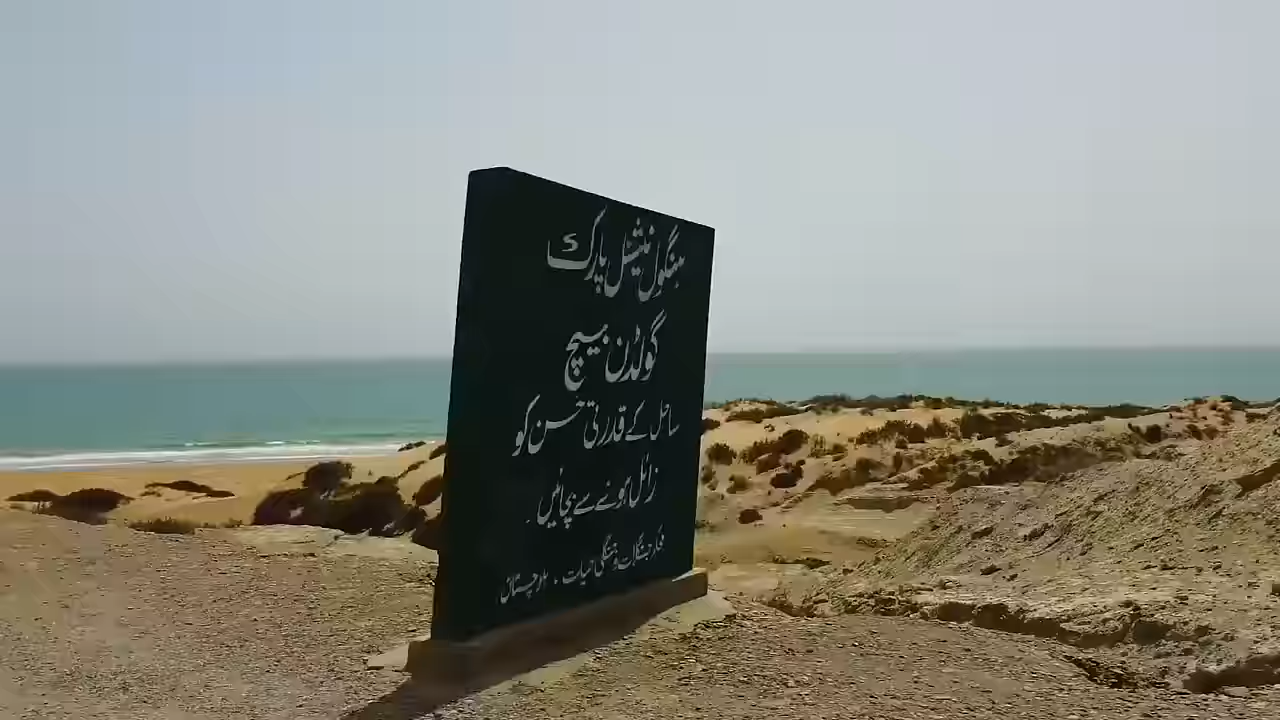 ہنگول نیشنل پارک
گولڈن بیچ
ساحل کے قدرتی حسن کو
زائل ہونے سے بچائیں
محکمہ جنگلات و جنگلی حیات ۔ بلوچستان